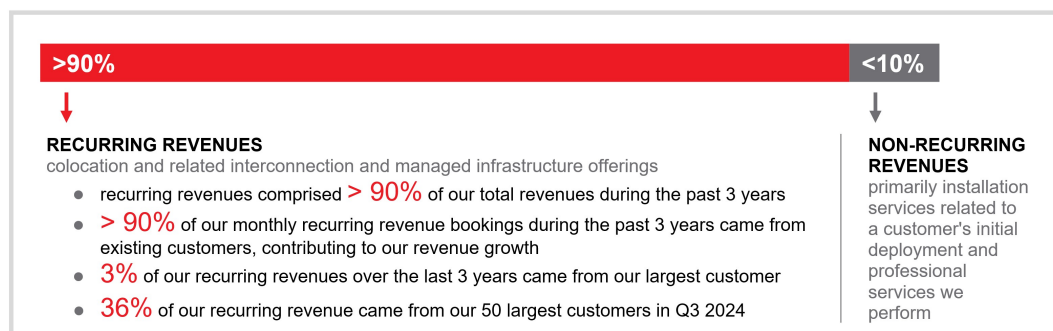 >90%
<10%
RECURRING REVENUES
colocation and related interconnection and managed infrastructure offerings
● recurring revenues comprised > 90% of our total revenues during the past 3 years
● > 90% of our monthly recurring revenue bookings during the past 3 years came from
existing customers, contributing to our revenue growth
● 3% of our recurring revenues over the last 3 years came from our largest customer
● 36% of our recurring revenue came from our 50 largest customers in Q3 2024
NON-RECURRING
REVENUES
primarily installation
services related to
a customer's initial
deployment and
professional
services we
perform